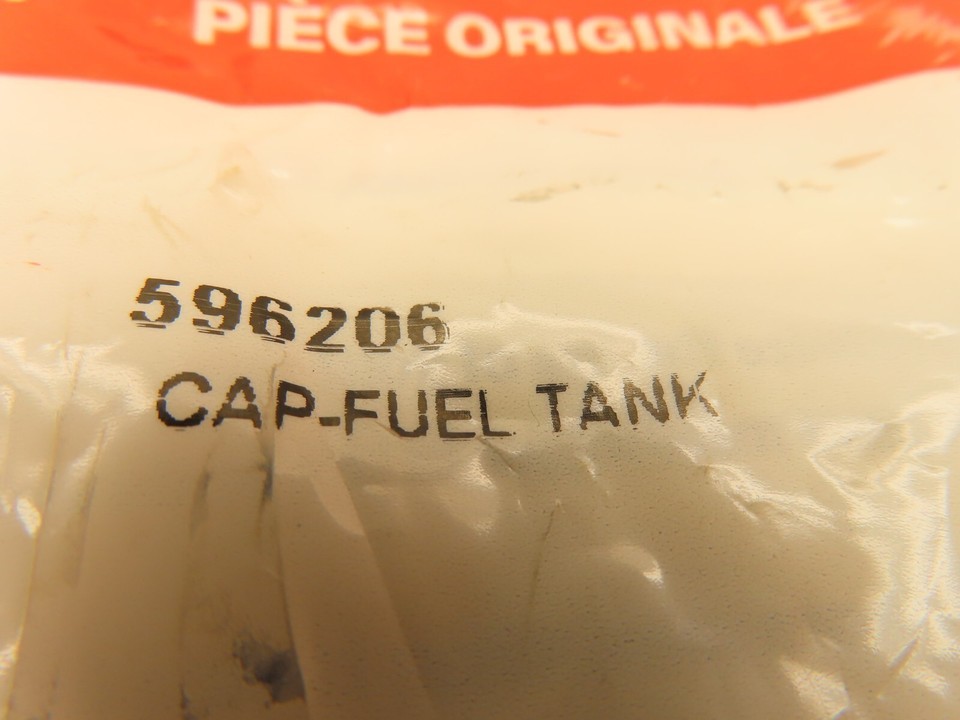 PIÈCE ORIGINALE
596206
CAP-FUEL TANK